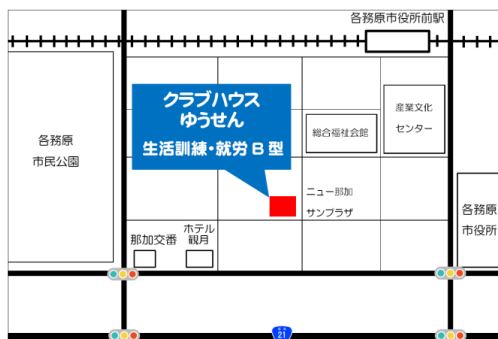 各務原市役所前駅
クラブハウス
ゆうせん
生活訓練・就労B型
産業文化
センター
総合福祉会館
各務原
市民公園
ニュー那加
サンプラザ
各務原
市役所
ホテル
観月
那加交番
21